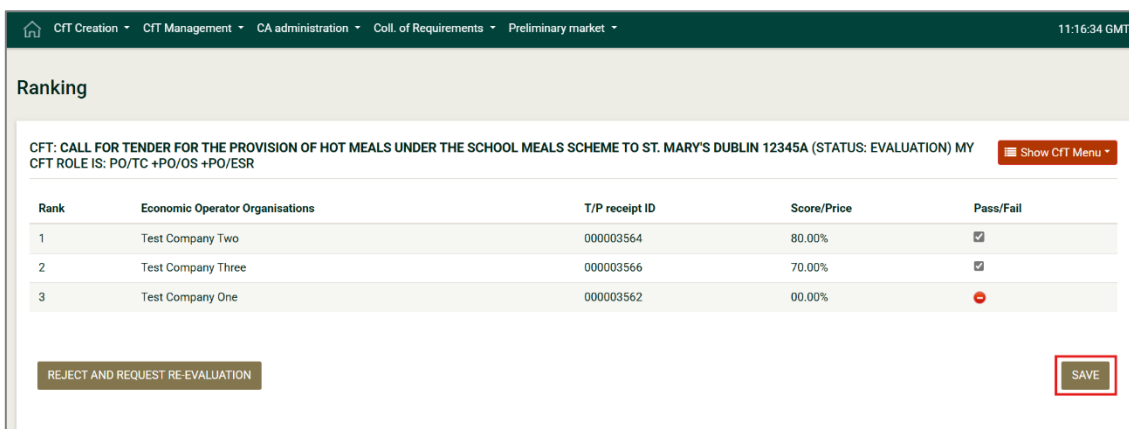 CfT Creation CfT Management CA administration Coll. of Requirements Preliminary market 11:16:34 GMT
Ranking
CFT: CALL FOR TENDER FOR THE PROVISION OF HOT MEALS UNDER THE SCHOOL MEALS SCHEME TO ST. MARY'S DUBLIN 12345A (STATUS: EVALUATION) MY
CFT ROLE IS: PO/TC +PO/OS +PO/ESR
Show CfT Menu
Rank Economic Operator Organisations T/P receipt ID Score/Price Pass/Fail
1 Test Company Two 000003564 80.00%
2 Test Company Three 000003566 70.00%
3 Test Company One 000003562 00.00%
REJECT AND REQUEST RE-EVALUATION SAVE